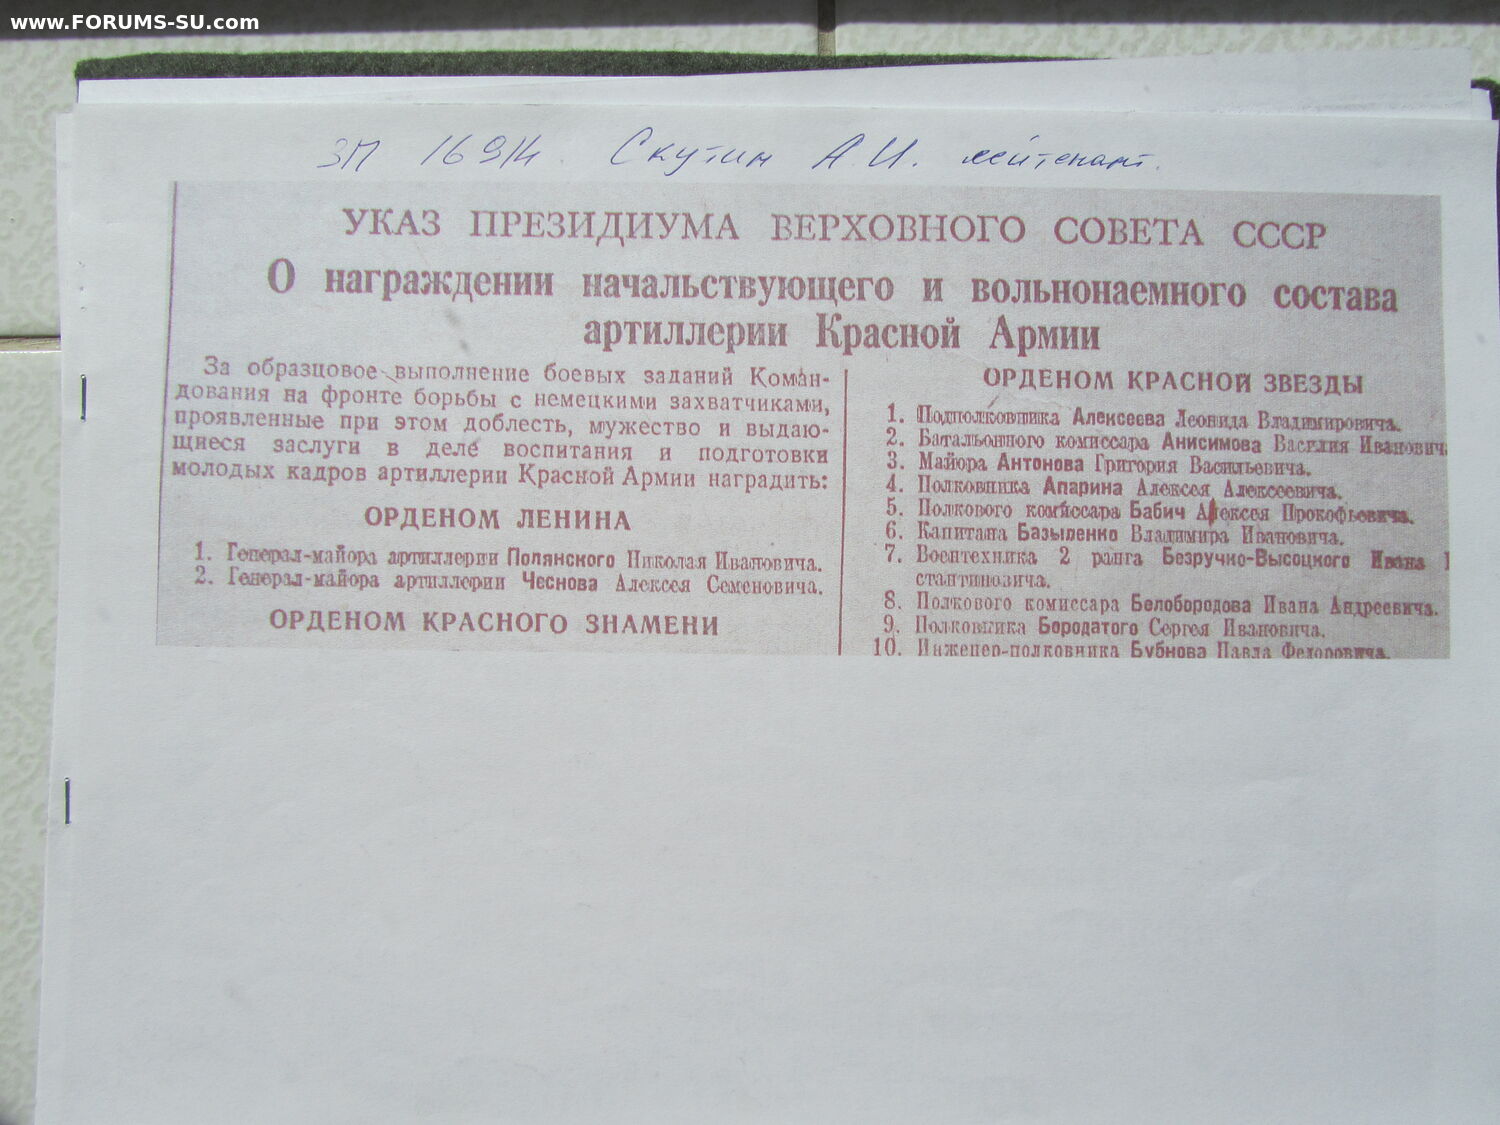 www.FORUMS-SU.com
ЗП 16914 Скутин А.И. лейтенант.
УКАЗ ПРЕЗИДИУМА ВЕРХОВНОГО СОВЕТА СССР
О награждении начальствующего и вольнонаемного состава
артиллерии Красной Армии
За образцовое выполнение боевых заданий Коман-
дования на фронте борьбы с немецкими захватчиками,
проявленные при этом доблесть, мужество и выдаю-
щиеся заслуги в деле воспитания и подготовки
молодых кадров артиллерии Красной Армии наградить:
ОРДЕНОМ ЛЕНИНА
1. Генерал-майора артиллерии Полянского Николая Ивановича.
2. Генерал-майора артиллерии Чеснова Алексея Семеновича.
ОРДЕНОМ КРАСНОГО ЗНАМЕНИ
ОРДЕНОМ КРАСНОЙ ЗВЕЗДЫ
1. Подполковника Алексеева Леонида Владимировича.
2. Батальонного комиссара Анисимова Василия Иванович
3. Майора Антонова Григория Васильевича.
4. Полковника Апарина Алексея Алексеевича.
5. Полкового комиссара Бабич Алексея Прокофьевича.
6. Капитана Базыленко Владимира Ивановича.
7. Воентехника 2 ранга Безручно-Высоцкого Ивана
стантиновича.
8. Полкового комиссара Белобородова Ивана Андреевича.
9. Полковника Бородатого Сергея Ивановича.
10. Инженер-полковника Бубнова Павла Федоровича.